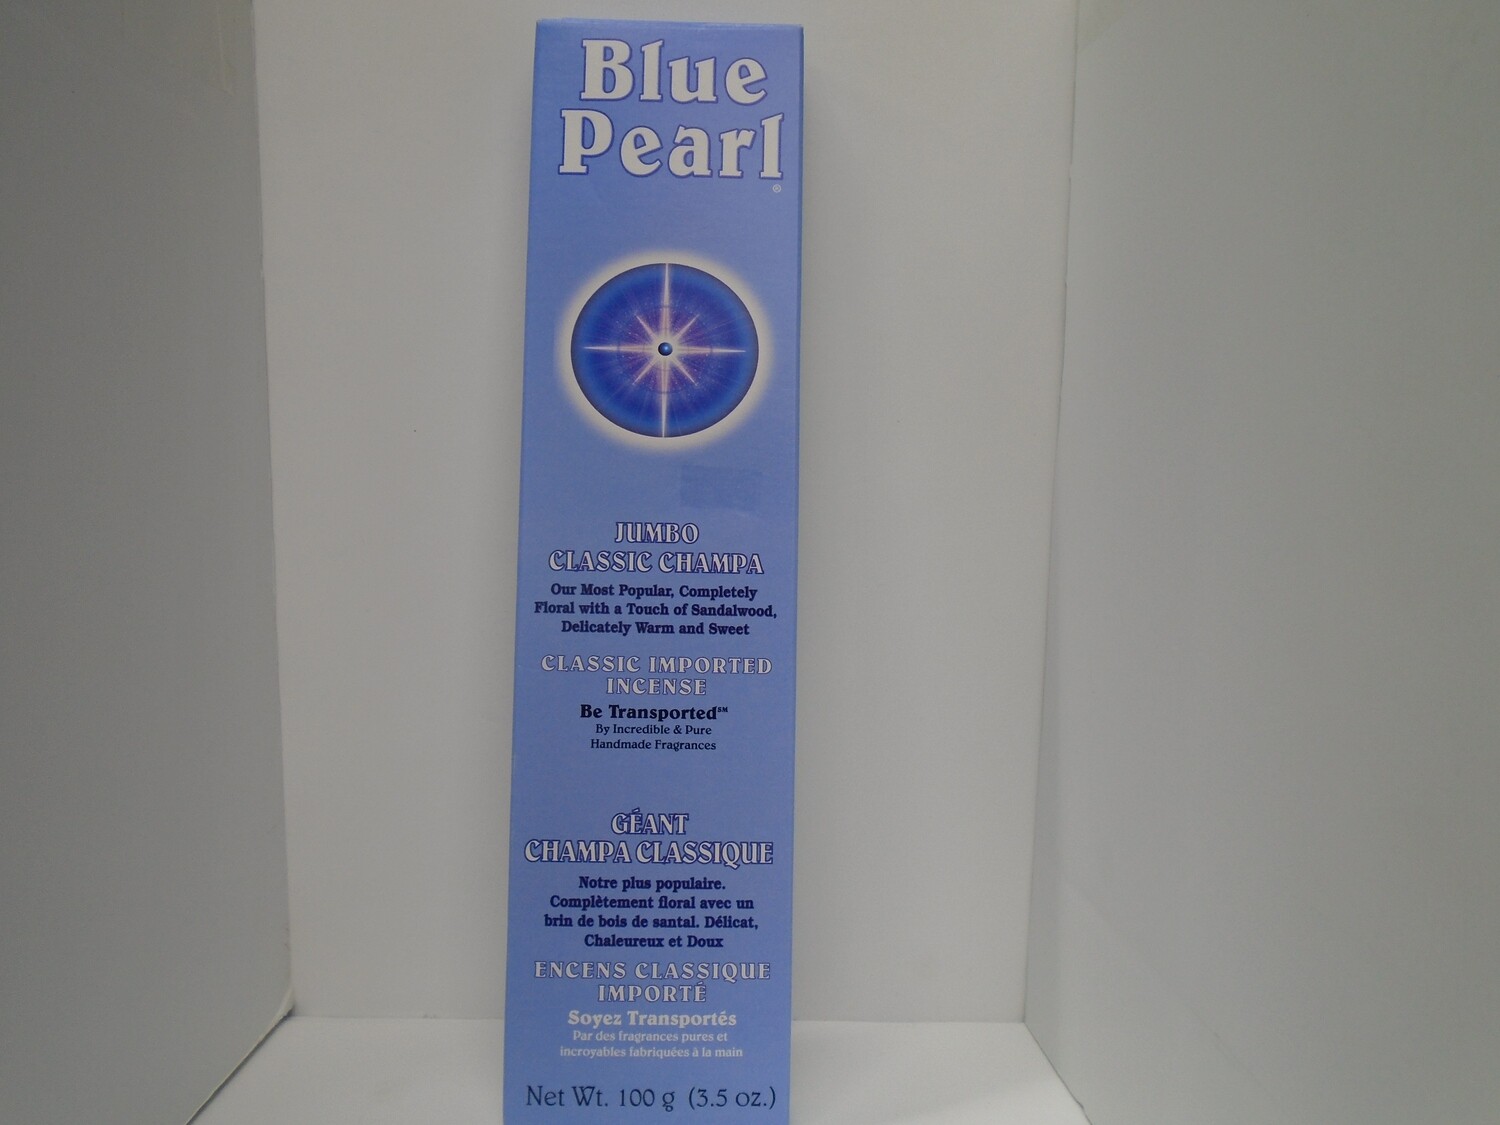 Blue
Pearl
®
JUMBO
CLASSIC CHAMPA
Our Most Popular, Completely
Floral with a Touch of Sandalwood,
Delicately Warm and Sweet
CLASSIC IMPORTED
INCENSE
Be Transported℠
By Incredible & Pure
Handmade Fragrances
GÉANT
CHAMPA CLASSIQUE
Notre plus populaire.
Complètement floral avec un
brin de bois de santal. Délicat,
Chaleureux et Doux
ENCENS CLASSIQUE
IMPORTÉ
Soyez Transportés
Par des fragrances pures et
incroyables fabriquées à la main
Net Wt. 100 g (3.5 oz.)